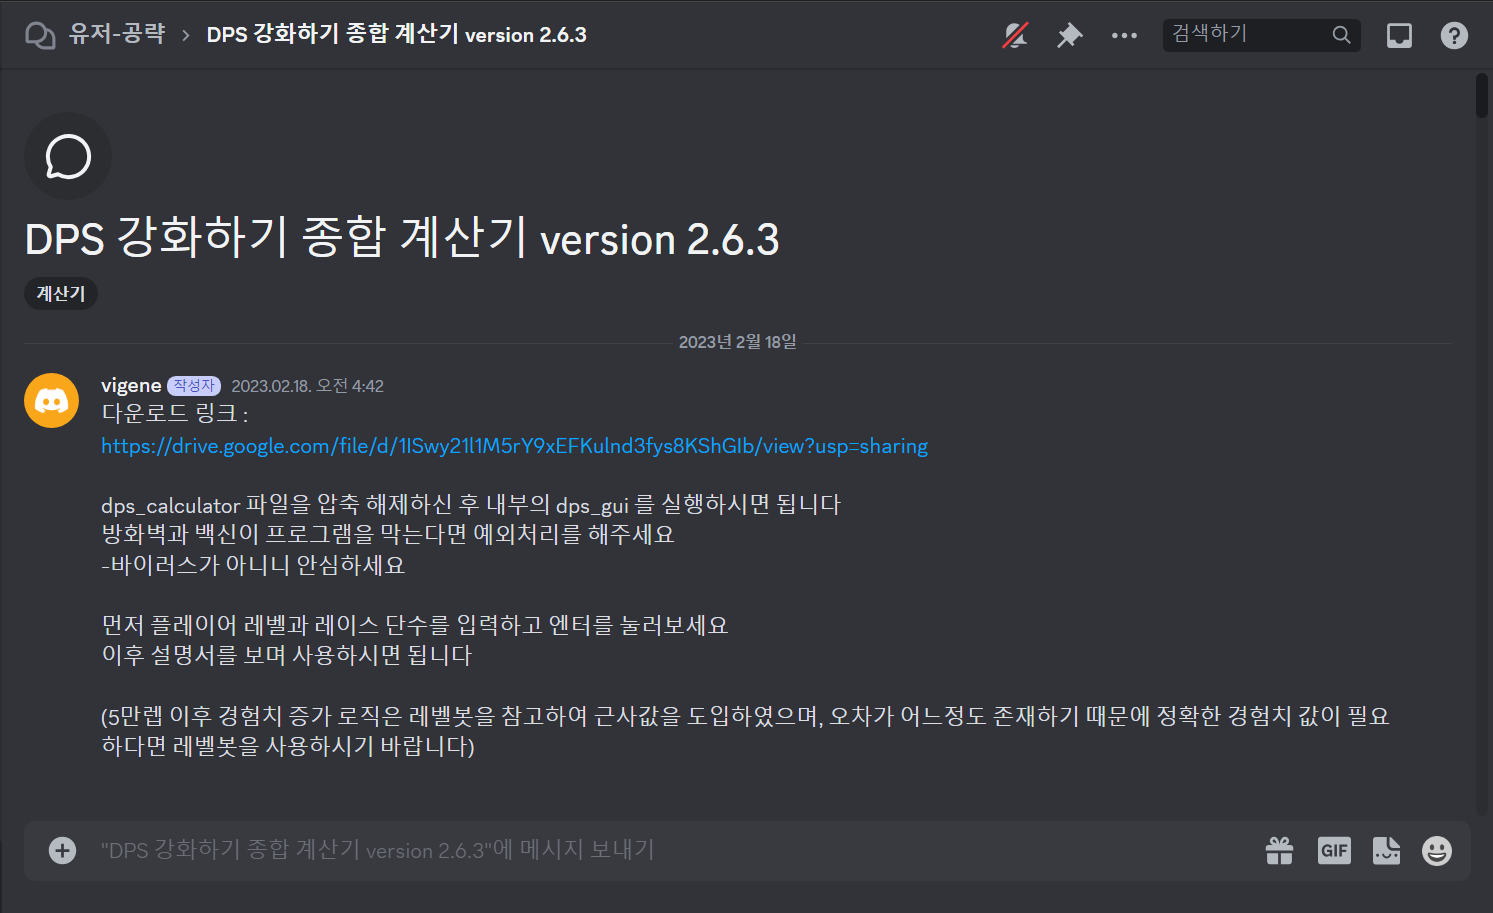 유저-공략 › DPS 강화하기 종합 계산기 version 2.6.3
검색하기
DPS 강화하기 종합 계산기 version 2.6.3
계산기
2023년 2월 18일
vigene 작성자 2023.02.18. 오전 4:42
다운로드 링크 :
https://drive.google.com/file/d/1ISwy21l1M5rY9xEFKulnd3fys8KShGIb/view?usp=sharing
dps_calculator 파일을 압축 해제하신 후 내부의 dps_gui 를 실행하시면 됩니다
방화벽과 백신이 프로그램을 막는다면 예외처리를 해주세요
-바이러스가 아니니 안심하세요
먼저 플레이어 레벨과 레이스 단수를 입력하고 엔터를 눌러보세요
이후 설명서를 보며 사용하시면 됩니다
(5만렙 이후 경험치 증가 로직은 레벨봇을 참고하여 근사값을 도입하였으며, 오차가 어느정도 존재하기 때문에 정확한 경험치 값이 필요
하다면 레벨봇을 사용하시기 바랍니다)
"DPS 강화하기 종합 계산기 version 2.6.3"에 메시지 보내기
GIF